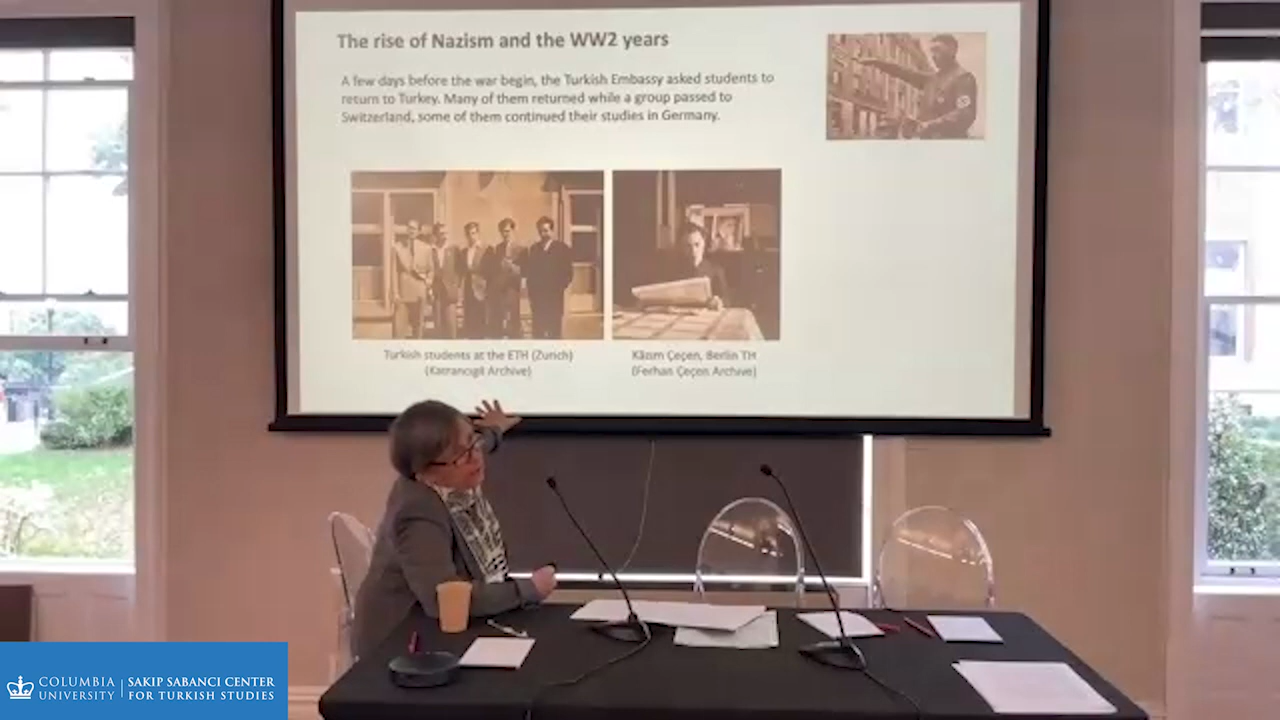 The rise of Nazism and the WW2 years
A few days before the war begin, the Turkish Embassy asked students to
return to Turkey. Many of them returned while a group passed to
Switzerland, some of them continued their studies in Germany.
Turkish students at the ETH (Zurich)
(Katrancıgil Archive)
Kâzım Çeçen, Berlin TH
(Ferhan Çeçen Archive)
COLUMBIA
UNIVERSITY
SAKIP SABANCI CENTER
FOR TURKISH STUDIES